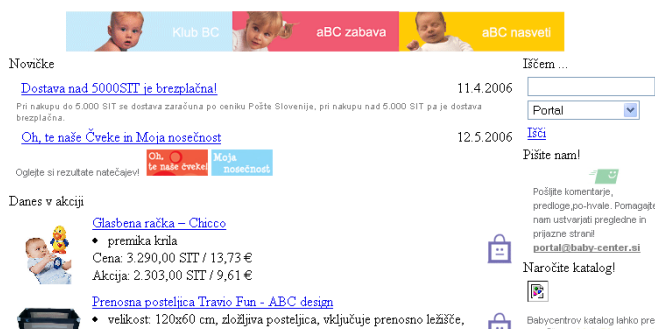 Klub BC
aBC zabava
aBC nasveti
Novičke
Dostava nad 5000SIT je brezplačna!
11.4.2006
Pri nakupu do 5.000 SIT se dostava zaračuna po ceniku Pošte Slovenije, pri nakupu nad 5.000 SIT pa je dostava
brezplačna.
Oh, te naše Čveke in Moja nosečnost
12.5.2006
Oglejte si rezultate natečajev!
Oh,
te naše čveke!
Moja
nosečnost
Danes v akciji
Glasbena račka – Chicco
• premika krila
Cena: 3.290,00 SIT / 13,73 €
Akcija: 2.303,00 SIT / 9,61 €
Prenosna posteljica Travio Fun - ABC design
• velikost: 120x60 cm, zložljiva posteljica, vključuje prenosno ležišče,
Iščem ...
Portal
Išči
Pišite nam!
Pošljite komentarje,
predloge,po-hvale. Pomagajte
nam ustvarjati pregledne in
prijazne strani!
portal@baby-center.si
Naročite katalog!
Babycentrov katalog lahko pre